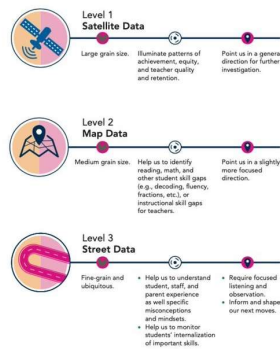 Level 1
Satellite Data
Large grain size.
Illuminate patterns of
achievement, equity,
and teacher quality
and retention.
Point us in a general
direction for further
investigation.
Level 2
Map Data
Medium grain size.
Help us to identify
reading, math, and
other student skill gaps
(e.g., decoding, fluency,
fractions, etc.), or
instructional skill gaps
for teachers.
Point us in a slightly
more focused
direction.
Level 3
Street Data
Fine-grain and
ubiquitous.
• Help us to understand
student, staff, and
parent experience
as well specific
misconceptions
and mindsets.
• Help us to monitor
students' internalization
of important skills.
• Require focused
listening and
observation.
• Inform and shape
our next moves.